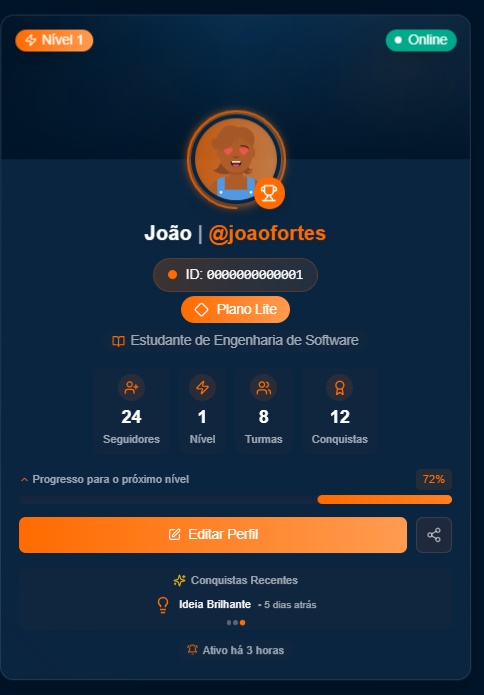 Nível 1
Online
João | @joaofortes
ID: 0000000000001
Plano Lite
Estudante de Engenharia de Software
24 1 8 12
Seguidores Nível Turmas Conquistas
Progresso para o próximo nível 72%
Editar Perfil
Conquistas Recentes
Ideia Brilhante • 5 dias atrás
Ativo há 3 horas